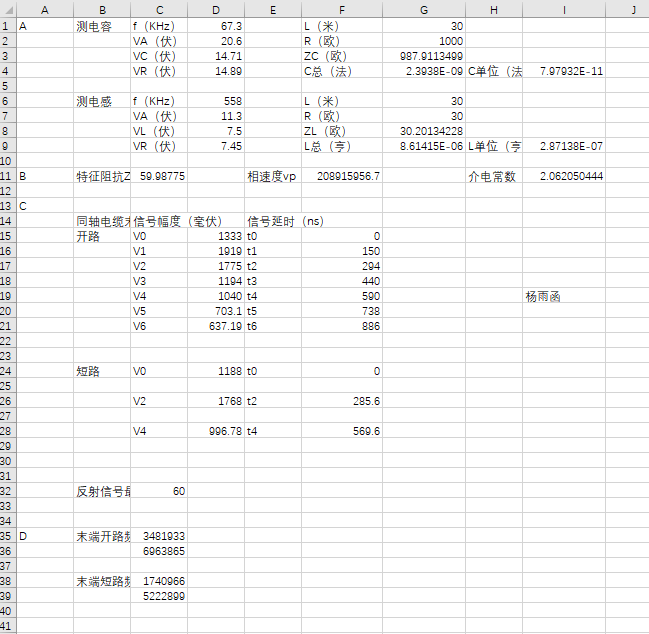 A B C D E F G H I J
1 A 测电容 f（KHz） 67.3 L（米） 30
2 VA（伏） 20.6 R（欧） 1000
3 VC（伏） 14.71 ZC（欧） 987.9113499
4 VR（伏） 14.89 C总（法） 2.3938E-09 C单位（法 7.97932E-11
5
6 测电感 f（KHz） 558 L（米） 30
7 VA（伏） 11.3 R（欧） 30
8 VL（伏） 7.5 ZL（欧） 30.20134228
9 VR（伏） 7.45 L总（亨） 8.61415E-06 L单位（亨 2.87138E-07
10
11 B 特征阻抗Z 59.98775 相速度vp 208915956.7 介电常数 2.062050444
12
13 C
14 同轴电缆末 信号幅度（毫伏） 信号延时（ns）
15 开路 V0 1333 t0 0
16 V1 1919 t1 150
17 V2 1775 t2 294
18 V3 1194 t3 440
19 V4 1040 t4 590 杨雨函
20 V5 703.1 t5 738
21 V6 637.19 t6 886
22
23
24 短路 V0 1188 t0 0
25
26 V2 1768 t2 285.6
27
28 V4 996.78 t4 569.6
29
30
31
32 反射信号最 60
33
34
35 D 末端开路频 3481933
36 6963865
37
38 末端短路频 1740966
39 5222899
40
41